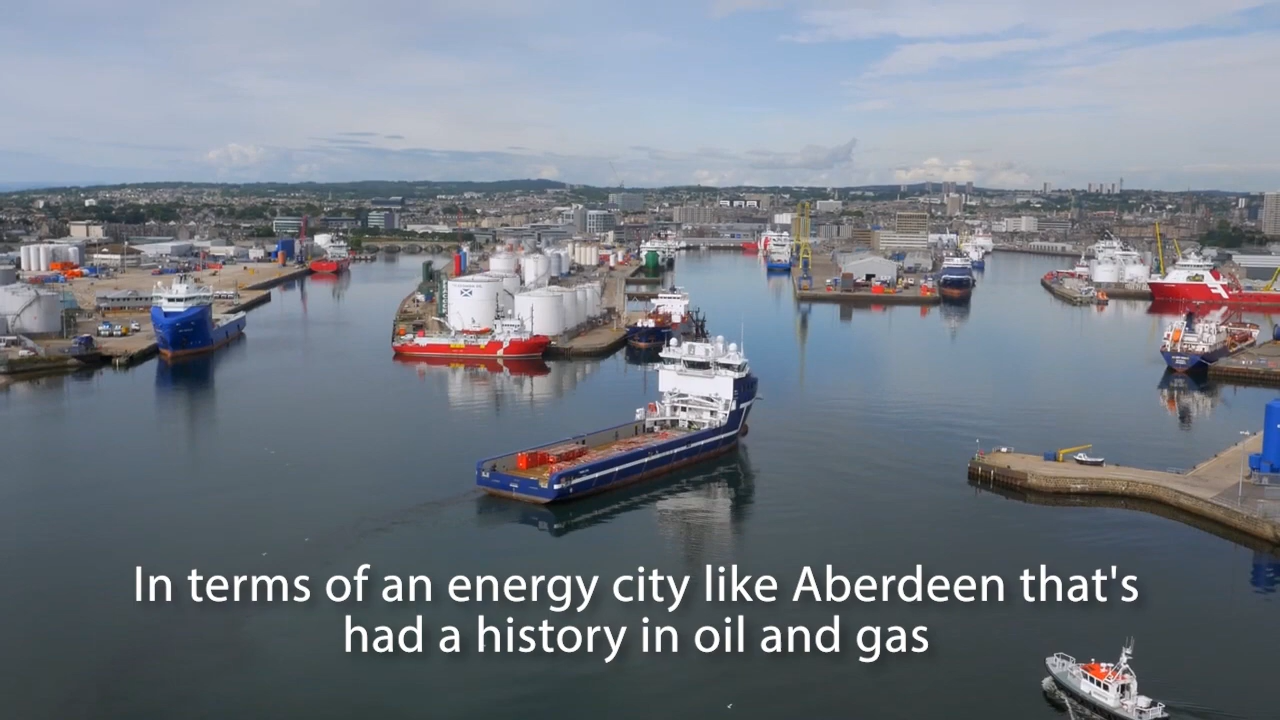 In terms of an energy city like Aberdeen that's
had a history in oil and gas